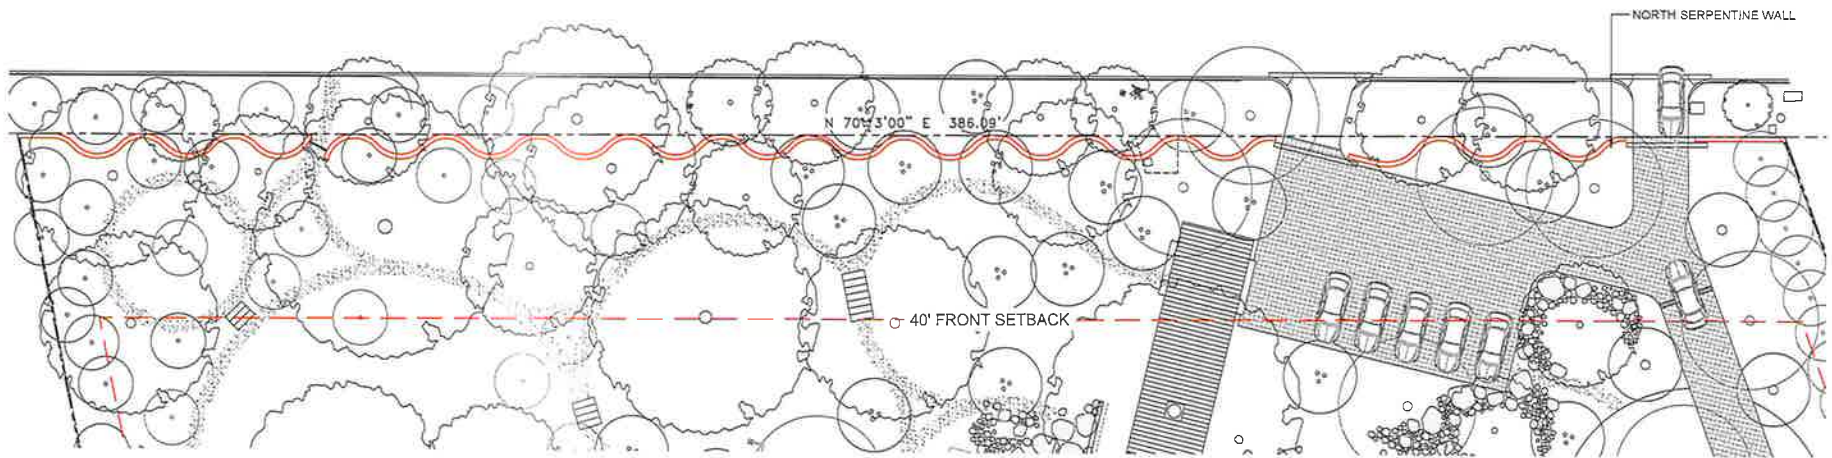 NORTH SERPENTINE WALL
N 70°13'00" E 386.09'
40' FRONT SETBACK